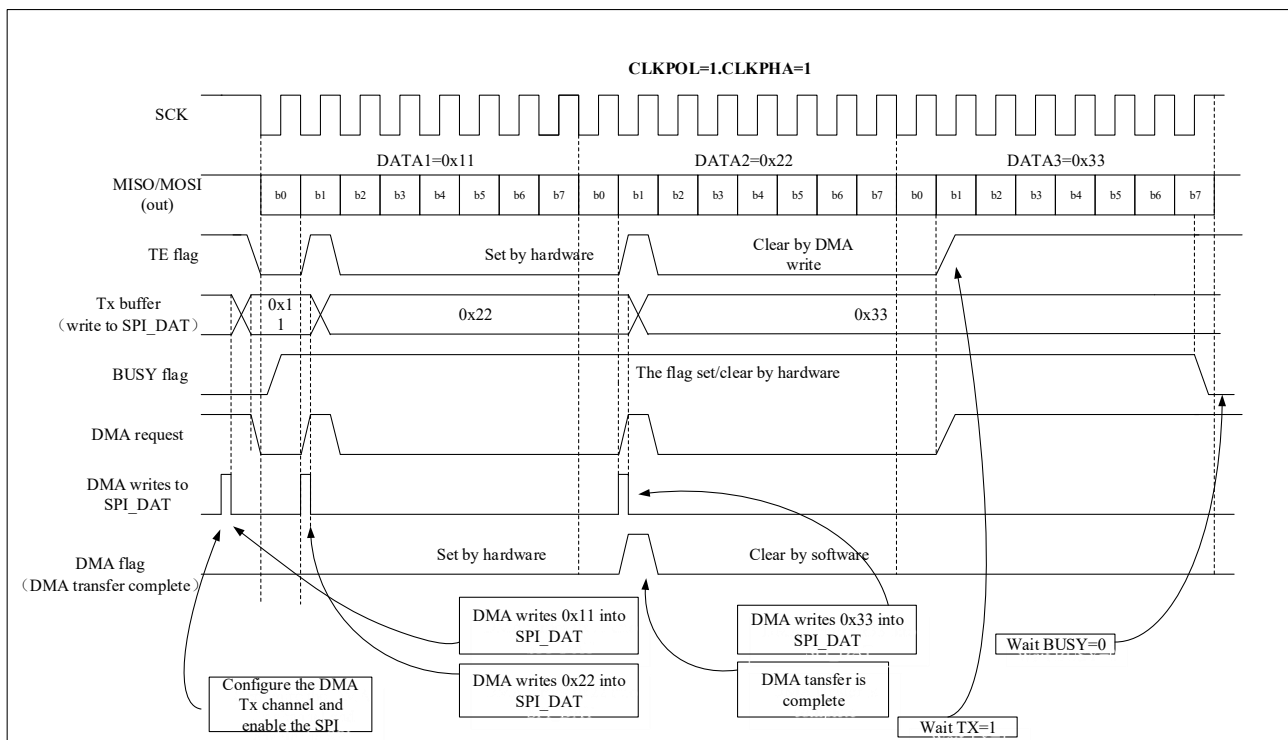 CLKPOL=1.CLKPHA=1
SCK
DATA1=0x11 DATA2=0x22 DATA3=0x33
MISO/MOSI
(out)
b0 b1 b2 b3 b4 b5 b6 b7 b0 b1 b2 b3 b4 b5 b6 b7 b0 b1 b2 b3 b4 b5 b6 b7
TE flag
Set by hardware
Clear by DMA
write
Tx buffer
（write to SPI_DAT）
0x1
1
0x22
0x33
BUSY flag
The flag set/clear by hardware
DMA request
DMA writes to
SPI_DAT
DMA flag
（DMA transfer complete）
Set by hardware
Clear by software
DMA writes 0x11 into
SPI_DAT
DMA writes 0x33 into
SPI_DAT
Wait BUSY=0
Configure the DMA
Tx channel and
enable the SPI
DMA writes 0x22 into
SPI_DAT
DMA tansfer is
complete
Wait TX=1